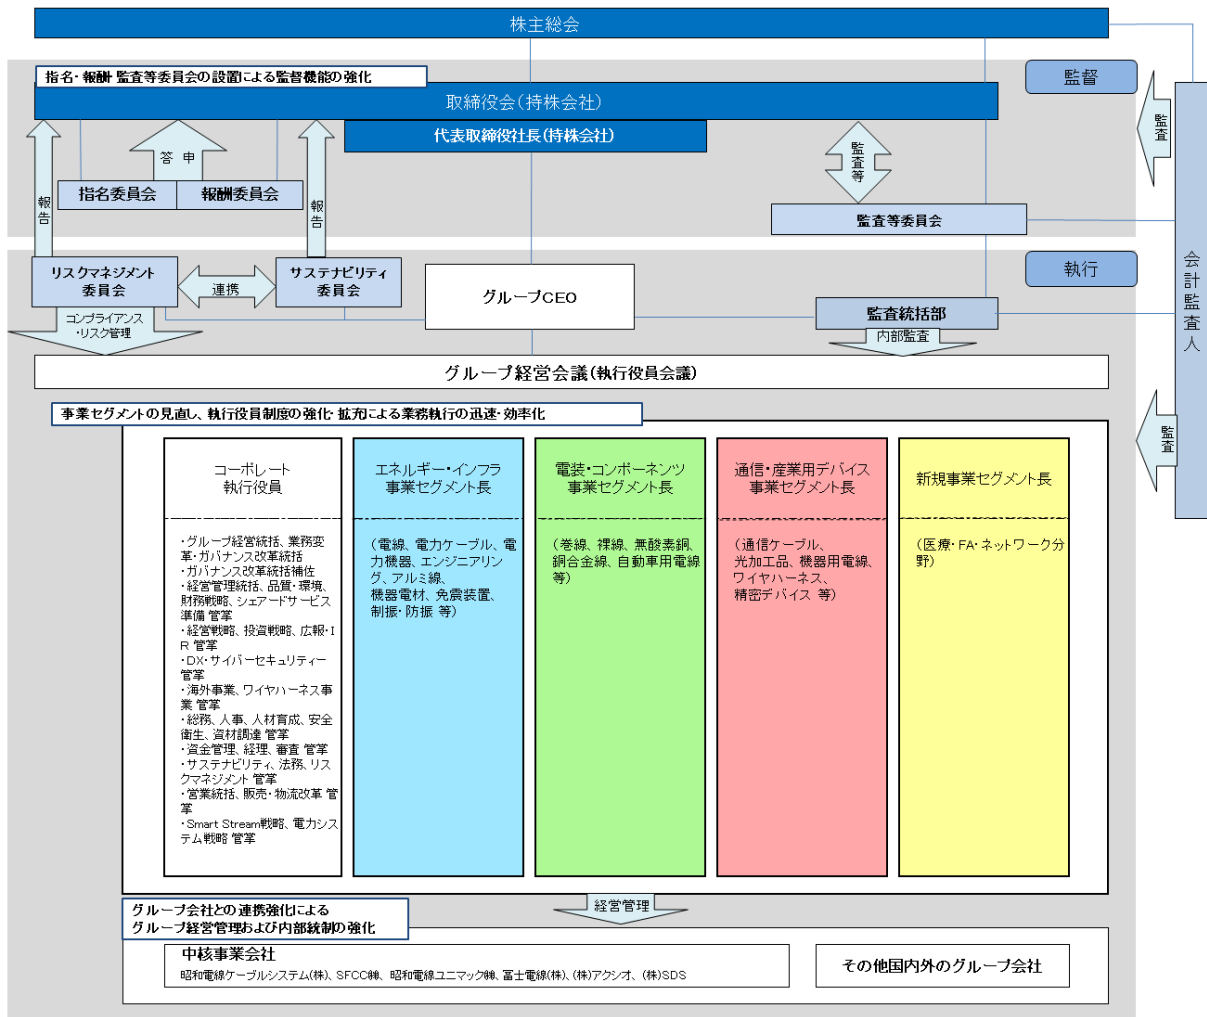 株主総会
指名・報酬・監査等委員会の設置による監督機能の強化
監督
取締役会(持株会社)
代表取締役社長(持株会社)
答 申
監査等
監査
指名委員会
報酬委員会
報告
報告
監査等委員会
会計監査人
執行
リスクマネジメント
委員会
連携
サステナビリティ
委員会
グループCEO
監査統括部
コンプライアンス
・リスク管理
内部監査
グループ経営会議(執行役員会議)
監査
事業セグメントの見直し、執行役員制度の強化・拡充による業務執行の迅速・効率化
コーポレート
執行役員
・グループ経営統括、業務変
革・ガバナンス改革統括
・ガバナンス改革統括補佐
・経営管理統括、品質・環境、
財務戦略、シェアードサービス
準備 管掌
・経営戦略、投資戦略、広報・I
R 管掌
・DX・サイバーセキュリティー
管掌
・海外事業、ワイヤハーネス事
業 管掌
・総務、人事、人材育成、安全
衛生、資材調達 管掌
・資金管理、経理、審査 管掌
・サステナビリティ、法務、リス
クマネジメント 管掌
・営業統括、販売・物流改革 管
掌
・Smart Stream戦略、電力シス
テム戦略 管掌
エネルギー・インフラ
事業セグメント長
(電線、電力ケーブル、電
力機器、エンジニアリン
グ、アルミ線、
機器電材、免震装置、
制振・防振 等)
電装・コンポーネンツ
事業セグメント長
(巻線、裸線、無酸素銅、
銅合金線、自動車用電線
等)
通信・産業用デバイス
事業セグメント長
(通信ケーブル、
光加工品、機器用電線、
ワイヤハーネス、
精密デバイス 等)
新規事業セグメント長
(医療・FA・ネットワーク分
野)
経営管理
グループ会社との連携強化による
グループ経営管理および内部統制の強化
中核事業会社
昭和電線ケーブルシステム(株)、SFCC㈱、昭和電線ユニマック㈱、冨士電線(株)、(株)アクシオ、(株)SDS
その他国内外のグループ会社